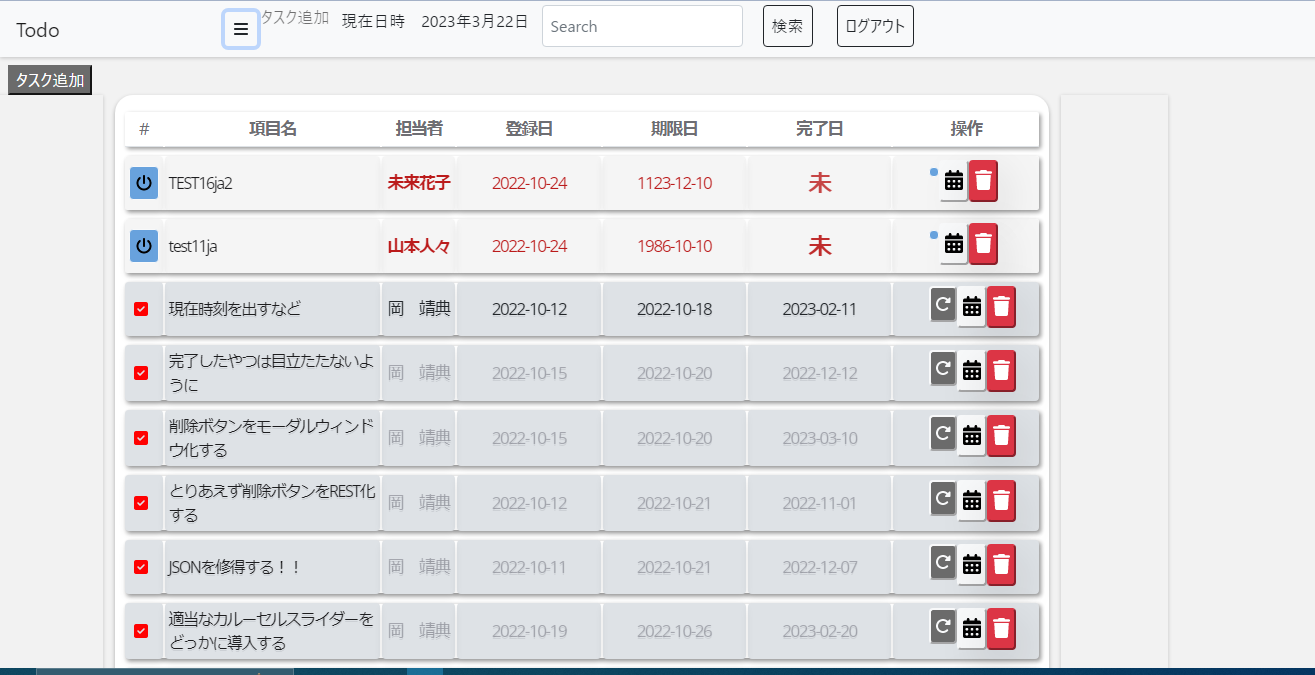 Todo タスク追加 現在日時 2023年3月22日 Search 検索 ログアウト
タスク追加
# 項目名 担当者 登録日 期限日 完了日 操作
TEST16ja2 未来花子 2022-10-24 1123-12-10 未
test11ja 山本人々 2022-10-24 1986-10-10 未
現在時刻を出すなど 岡　靖典 2022-10-12 2022-10-18 2023-02-11
完了したやつは目立たたないよ
うに 岡　靖典 2022-10-15 2022-10-20 2022-12-12
削除ボタンをモーダルウィンド
ウ化する 岡　靖典 2022-10-15 2022-10-20 2023-03-10
とりあえず削除ボタンをREST化
する 岡　靖典 2022-10-12 2022-10-21 2022-11-01
JSONを修得する！！ 岡　靖典 2022-10-11 2022-10-21 2022-12-07
適当なカルーセルスライダーを
どっかに導入する 岡　靖典 2022-10-19 2022-10-26 2023-02-20